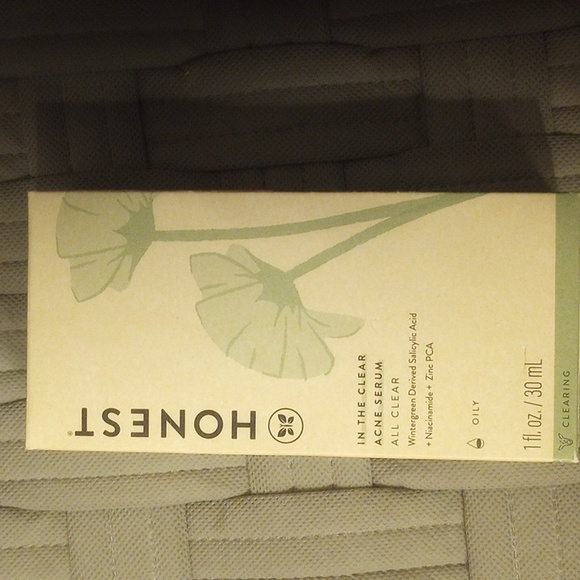 HONEST®
IN THE CLEAR
ACNE SERUM
ALL CLEAR
Wintergreen Derived Salicylic Acid
+ Niacinamide + Zinc PCA
OILY
1 fl. oz. / 30 mL
CLEARING